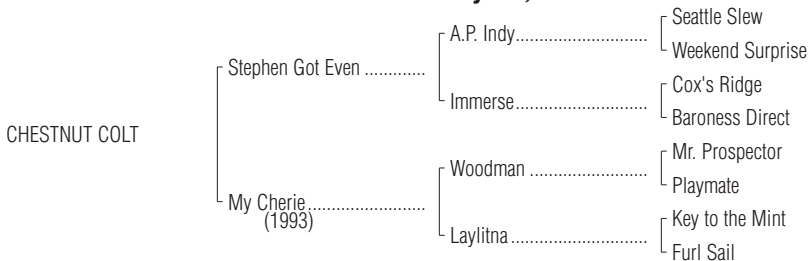 Seattle Slew
A.P. Indy..............................
Weekend Surprise
Stephen Got Even .............
Cox's Ridge
Immerse..............................
Baroness Direct
CHESTNUT COLT
Mr. Prospector
Woodman ...........................
Playmate
My Cherie...........................
(1993)
Key to the Mint
Laylitna...............................
Furl Sail